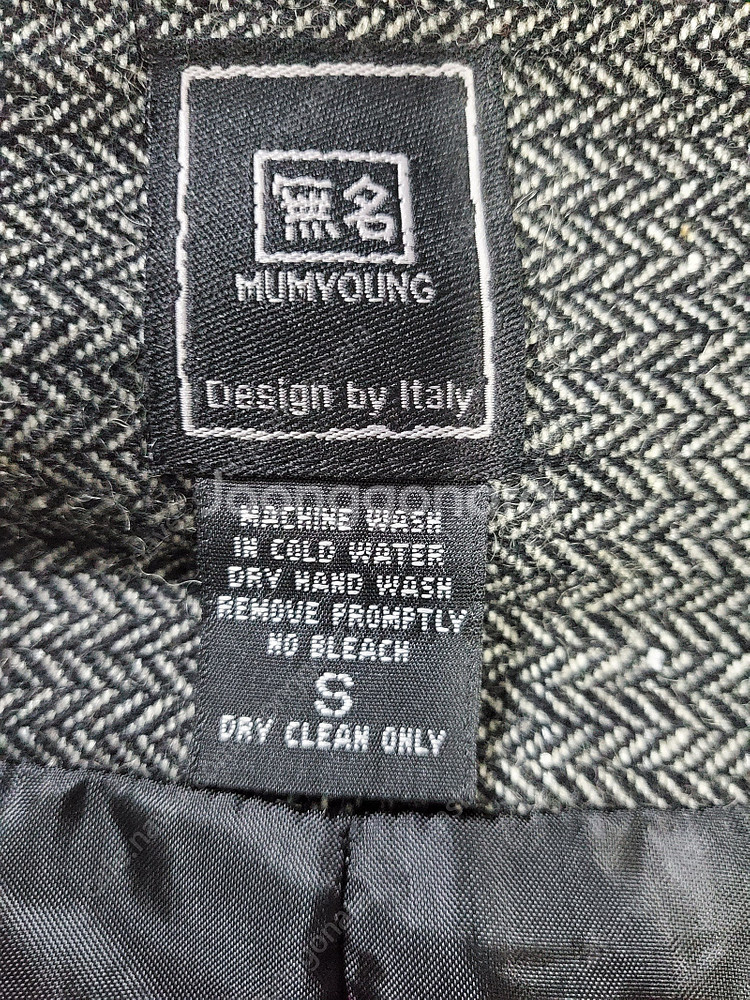 無名
MUMYOUNG
Design by Italy
Joonggona
MACHINE WASH
IN COLD WATER
DRY HAND WASH
REMOVE PROMPTLY
NO BLEACH
S
DRY CLEAN ONLY